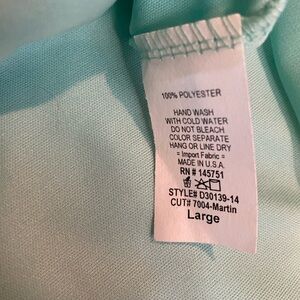 100% POLYESTER
HAND WASH
WITH COLD WATER
DO NOT BLEACH
COLOR SEPARATE
HANG OR LINE DRY
= Import Fabric =
MADE IN U.S.A.
RN # 145751
STYLE# D30139-14
CUT# 7004-Martin
Large